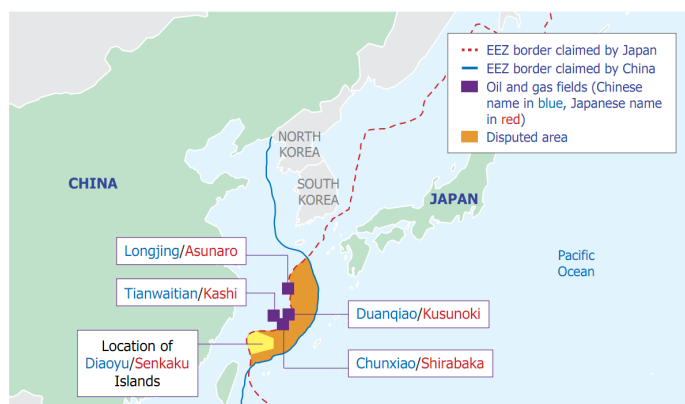 EEZ border claimed by Japan
EEZ border claimed by China
Oil and gas fields (Chinese
name in blue, Japanese name
in red)
Disputed area
NORTH
KOREA
CHINA
SOUTH
KOREA
JAPAN
Longjing/Asunaro
Pacific
Ocean
Tianwaitian/Kashi
Duanqiao/Kusunoki
Location of
Diaoyu/Senkaku
Islands
Chunxiao/Shirabaka